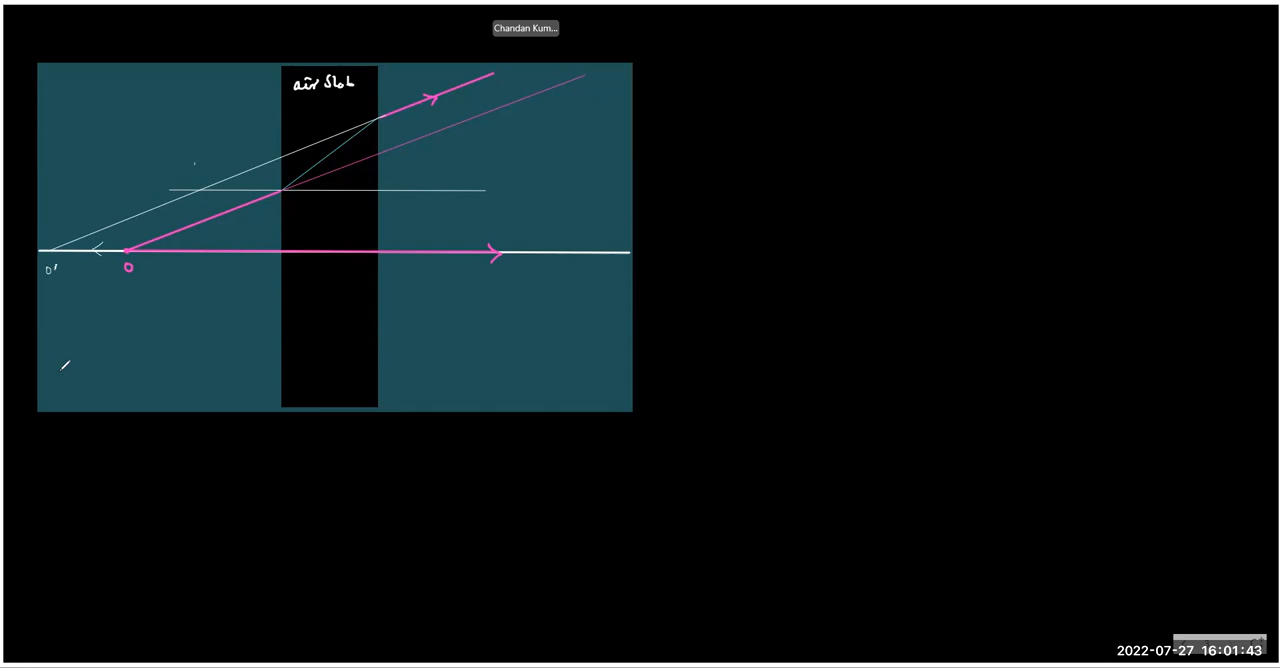 Chandan Kum...
air Slab
O'
O
2022-07-27 16:01:43